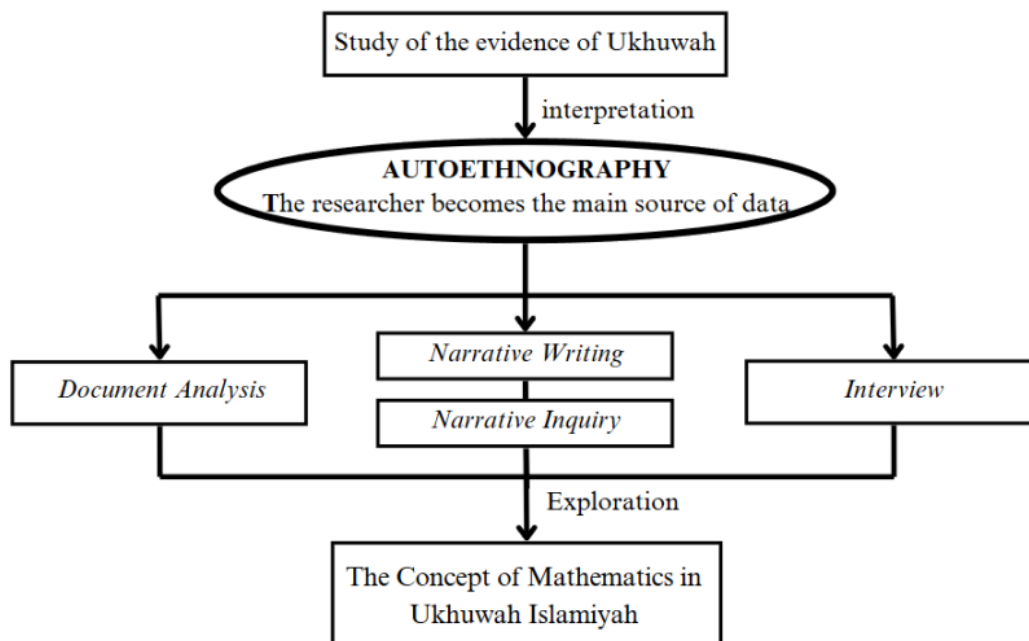 Study of the evidence of Ukhuwah
interpretation
AUTOETHNOGRAPHY
The researcher becomes the main source of data
Document Analysis
Narrative Writing
Narrative Inquiry
Interview
Exploration
The Concept of Mathematics in
Ukhuwah Islamiyah